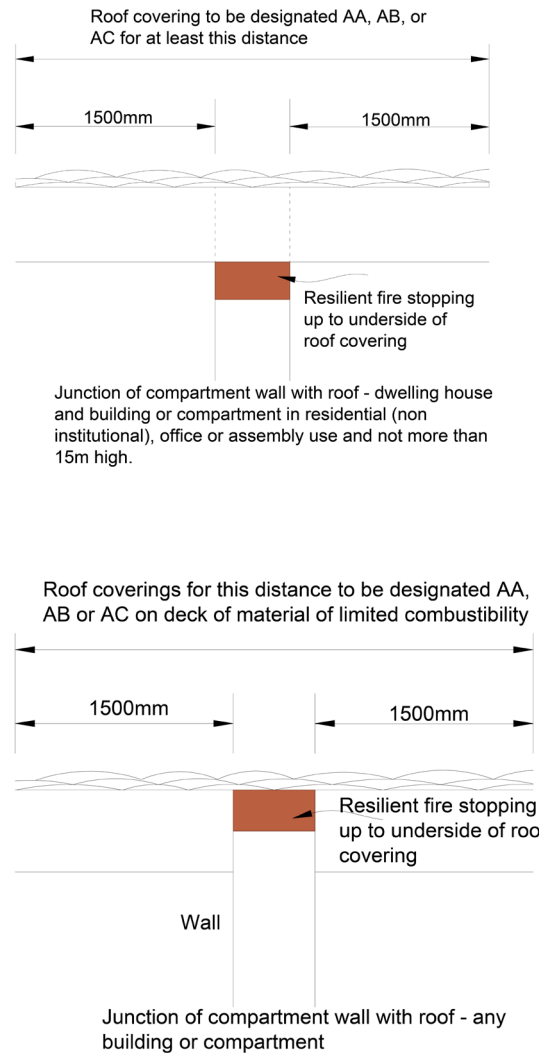 Roof covering to be designated AA, AB, or
AC for at least this distance
1500mm
1500mm
Resilient fire stopping
up to underside of
roof covering
Junction of compartment wall with roof - dwelling house
and building or compartment in residential (non
institutional), office or assembly use and not more than
15m high.
Roof coverings for this distance to be designated AA,
AB or AC on deck of material of limited combustibility
1500mm
1500mm
Resilient fire stopping
up to underside of roo
covering
Wall
Junction of compartment wall with roof - any
building or compartment